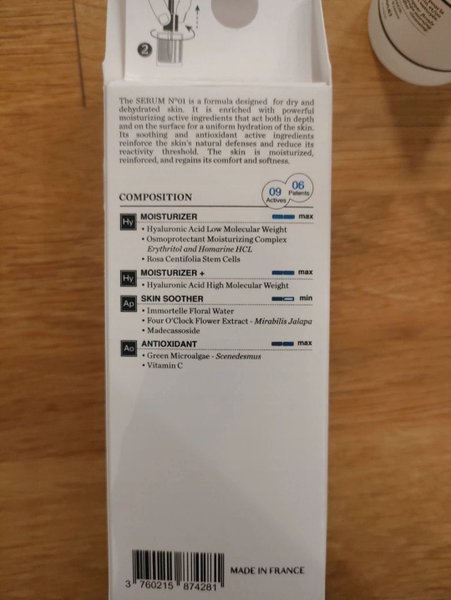 2
The SERUM N°01 is a formula designed for dry and
dehydrated skin. It is enriched with powerful
moisturizing active ingredients that act both in depth
and on the surface for a uniform hydration of the skin.
Its soothing and antioxidant active ingredients
reinforce the skin's natural defenses and reduce its
reactivity threshold. The skin is moisturized,
reinforced, and regains its comfort and softness.
COMPOSITION
09 Actives
06 Patents
Hy MOISTURIZER max
• Hyaluronic Acid Low Molecular Weight
• Osmoprotectant Moisturizing Complex
Erythritol and Homarine HCL
• Rosa Centifolia Stem Cells
Hy MOISTURIZER + max
• Hyaluronic Acid High Molecular Weight
Ap SKIN SOOTHER min
• Immortelle Floral Water
• Four O'Clock Flower Extract - Mirabilis Jalapa
• Madecassoside
Ao ANTIOXIDANT max
• Green Microalgae - Scenedesmus
• Vitamin C
3 760215 874281
MADE IN FRANCE